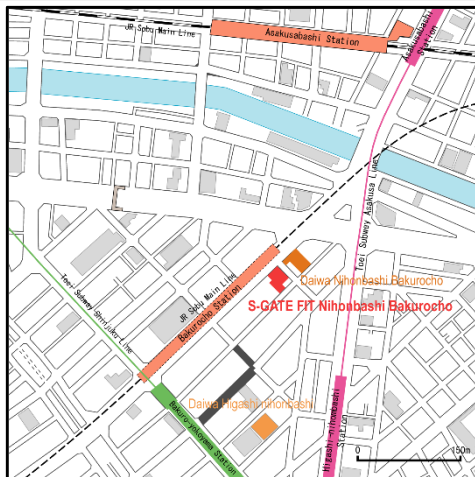 JR Sobu Main Line
Asakusabashi Station
Asakusabashi
Station
Toei Subway Asakusa Line
Daiwa Nihonbashi Bakurocho
S-GATE FIT Nihonbashi Bakurocho
JR Sobu Main Line
Bakurocho Station
Toei Subway Shinjuku Line
Daiwa Higashi-nihonbashi
Bakuro-yokoyama Station
Higashi-nihonbashi
Station
0
150m